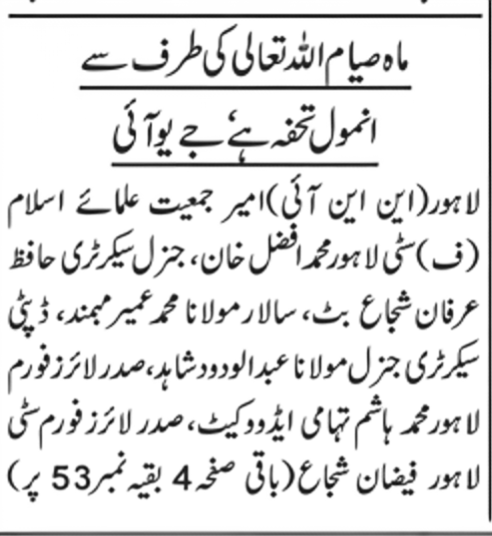 ماہ صیام اللہ تعالی کی طرف سے
انمول تحفہ ہے، جے یو آئی
لاہور(این این آئی)امیر جمعیت علمائے اسلام
(ف) سٹی لاہور محمد افضل خان، جنرل سیکرٹری حافظ
عرفان شجاع بٹ، سالار مولانا محمد عمیر مہمند، ڈپٹی
سیکرٹری جنرل مولانا عبدالودود شاہد، صدر لائرز فورم
لاہور محمد ہاشم تہامی ایڈووکیٹ، صدر لائرز فورم سٹی
لاہور فیضان شجاع (باقی صفحہ 4 بقیہ نمبر 53 پر)